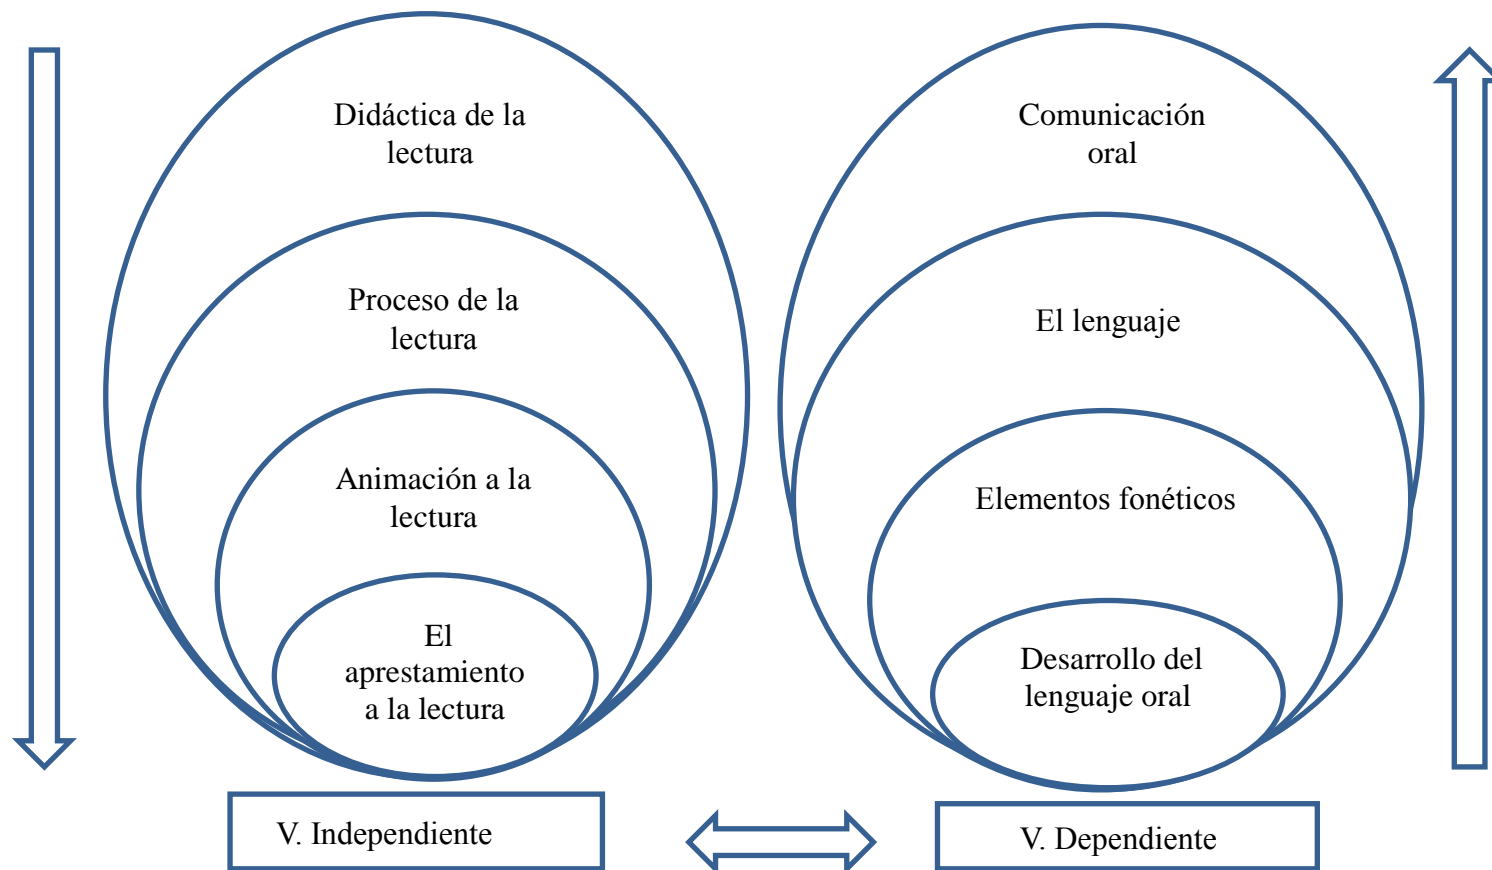 Didáctica de la
lectura
Proceso de la
lectura
Animación a la
lectura
El
aprestamiento
a la lectura
V. Independiente
Comunicación
oral
El lenguaje
Elementos fonéticos
Desarrollo del
lenguaje oral
V. Dependiente